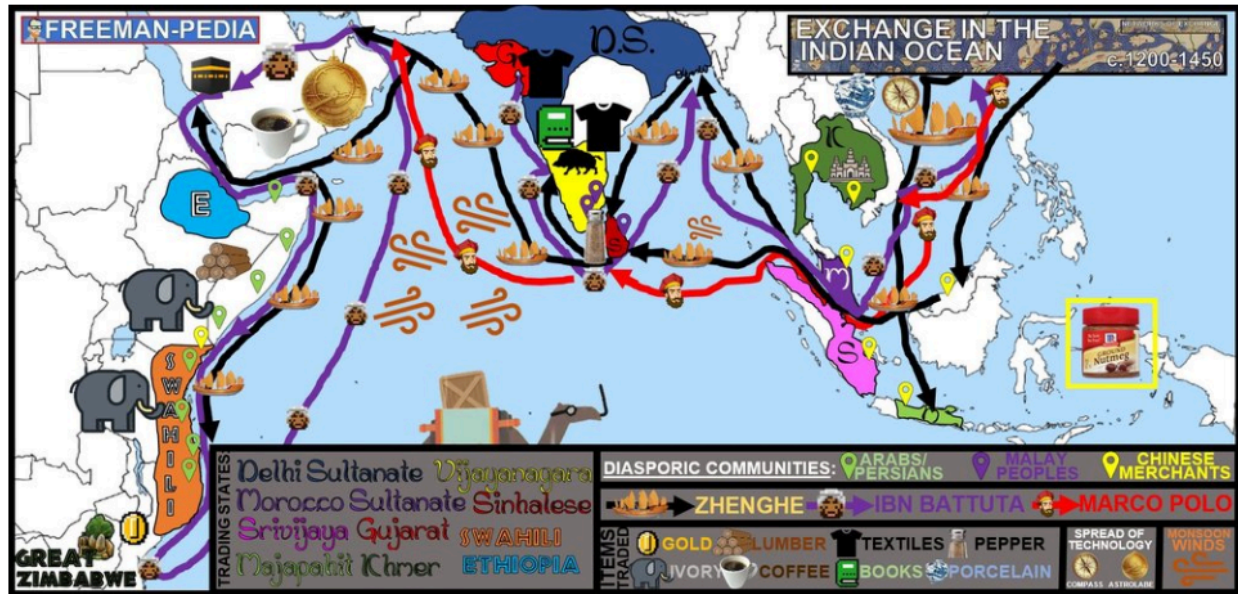 FREEMAN-PEDIA
D.S.
EXCHANGE IN THE
INDIAN OCEAN
c.1200-1450
G
K
E
S
M
S
SWAHILI
GROUND
Nutmeg
GREAT
ZIMBABWE
TRADING STATES:
Delhi Sultanate Vijayanagara
Morocco Sultanate Sinhalese
Srivijaya Gujarat SWAHILI
Majapahit Khmer ETHIOPIA
DIASPORIC COMMUNITIES: ARABS/
PERSIANS
MALAY
PEOPLES
CHINESE
MERCHANTS
ZHENGHE IBN BATTUTA MARCO POLO
ITEMS
TRADED
GOLD LUMBER TEXTILES PEPPER
IVORY COFFEE BOOKS PORCELAIN
SPREAD OF
TECHNOLOGY
COMPASS ASTROLABE
MONSOON
WINDS